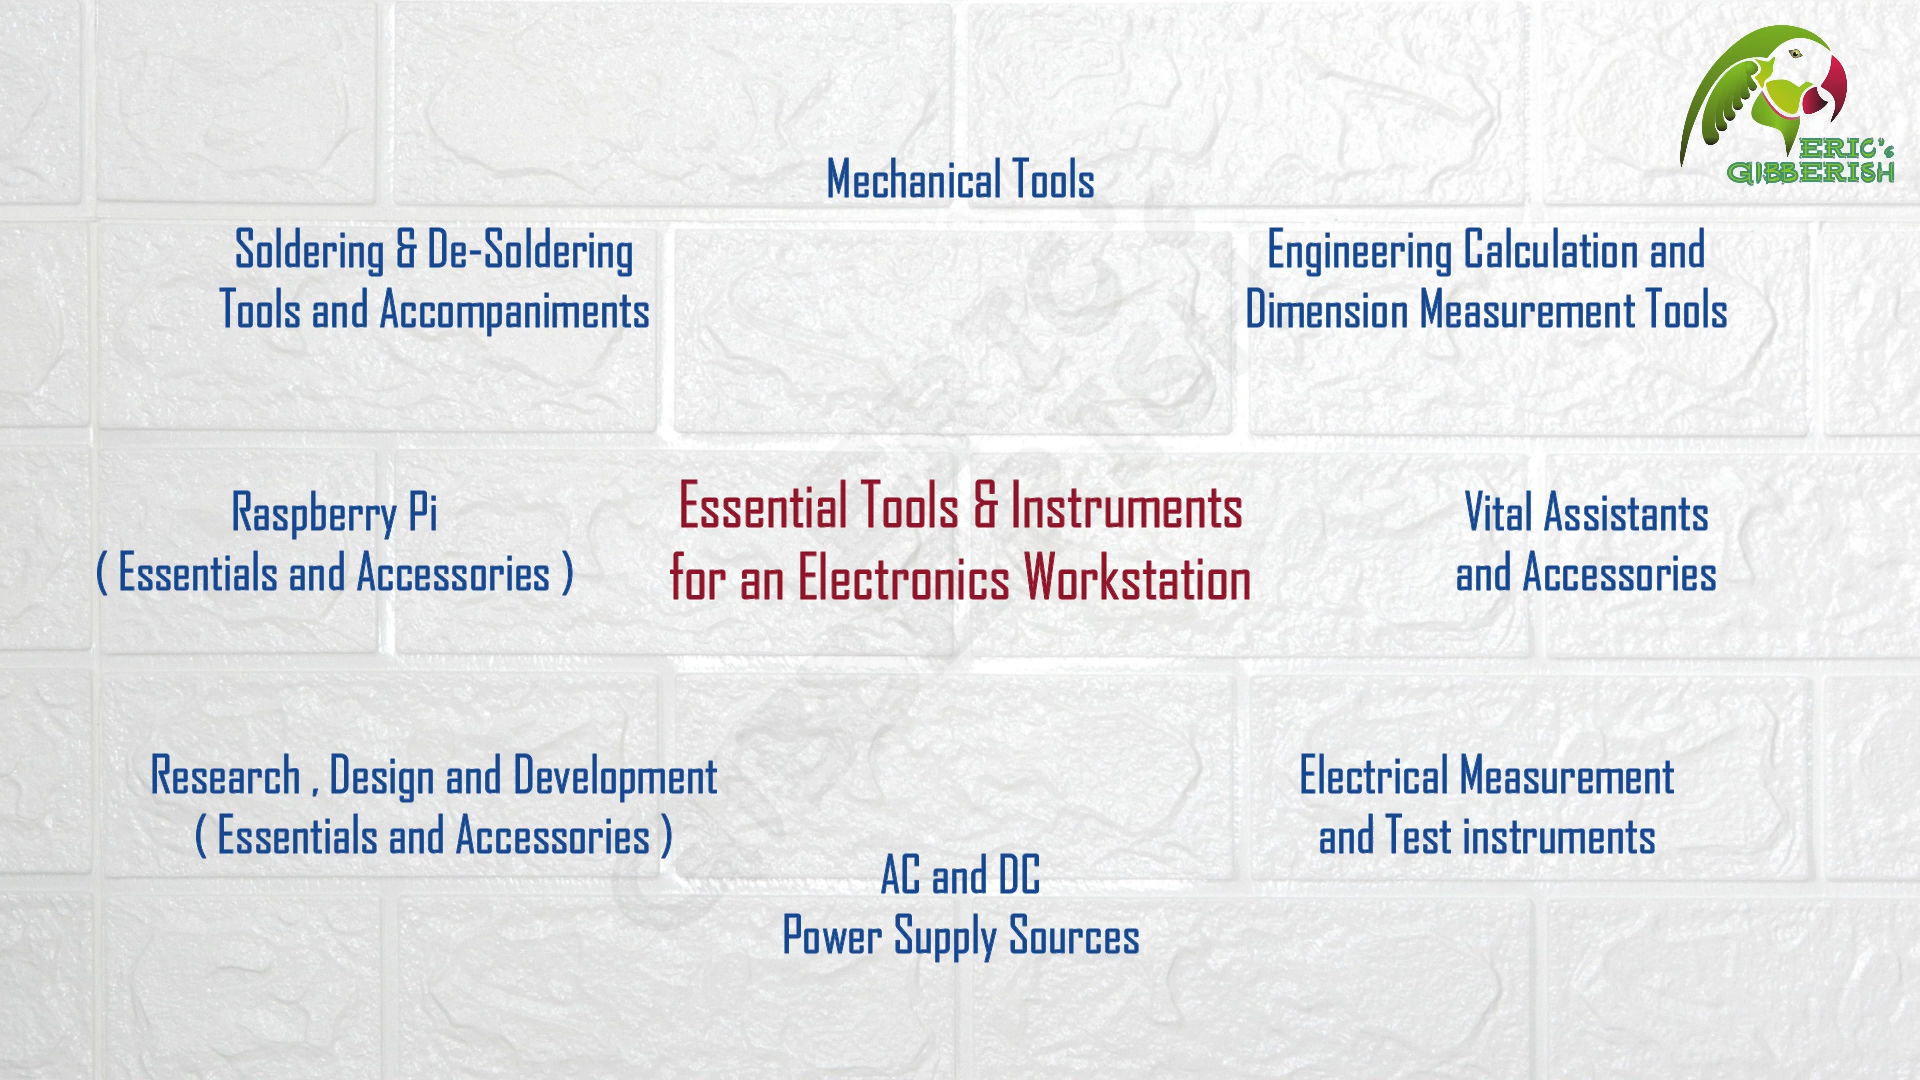 ERIC's
GIBBERISH
Mechanical Tools
Soldering & De-Soldering
Tools and Accompaniments
Engineering Calculation and
Dimension Measurement Tools
Raspberry Pi
( Essentials and Accessories )
Essential Tools & Instruments
for an Electronics Workstation
Vital Assistants
and Accessories
Research , Design and Development
( Essentials and Accessories )
Electrical Measurement
and Test instruments
AC and DC
Power Supply Sources